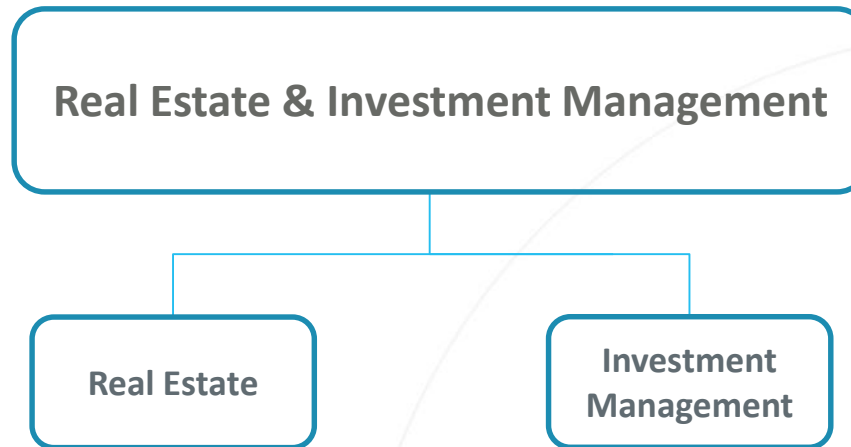 Real Estate & Investment Management
Real Estate
Investment
Management